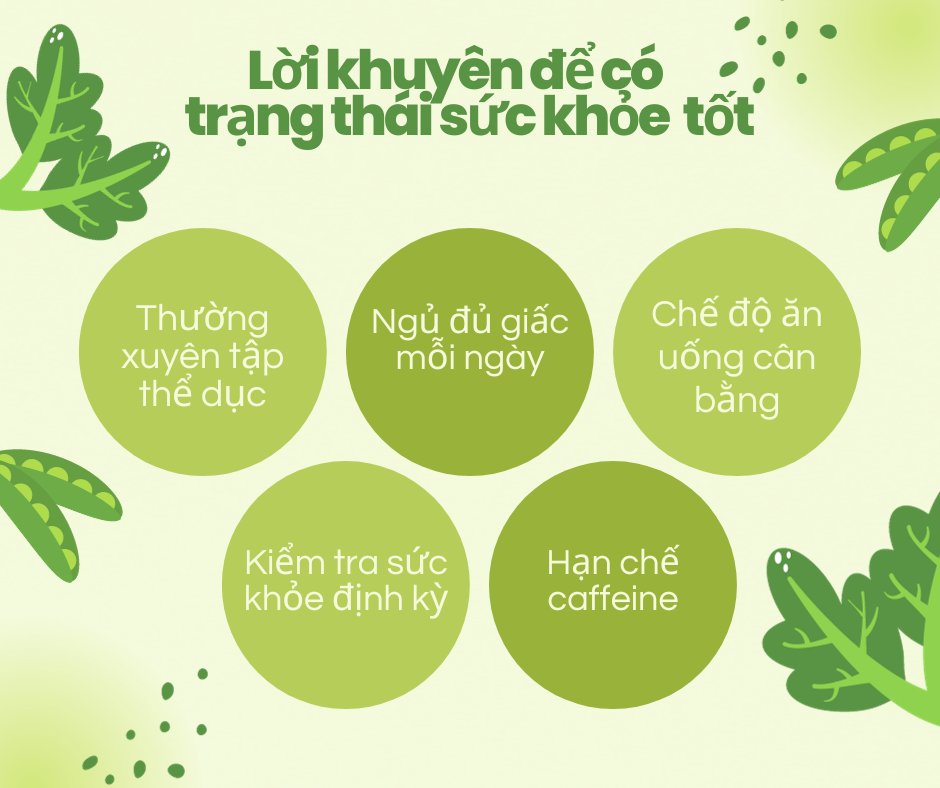 Lời khuyên để có
trạng thái sức khỏe tốt
Thường
xuyên tập
thể dục
Ngủ đủ giấc
mỗi ngày
Chế độ ăn
uống cân
bằng
Kiểm tra sức
khỏe định kỳ
Hạn chế
caffeine